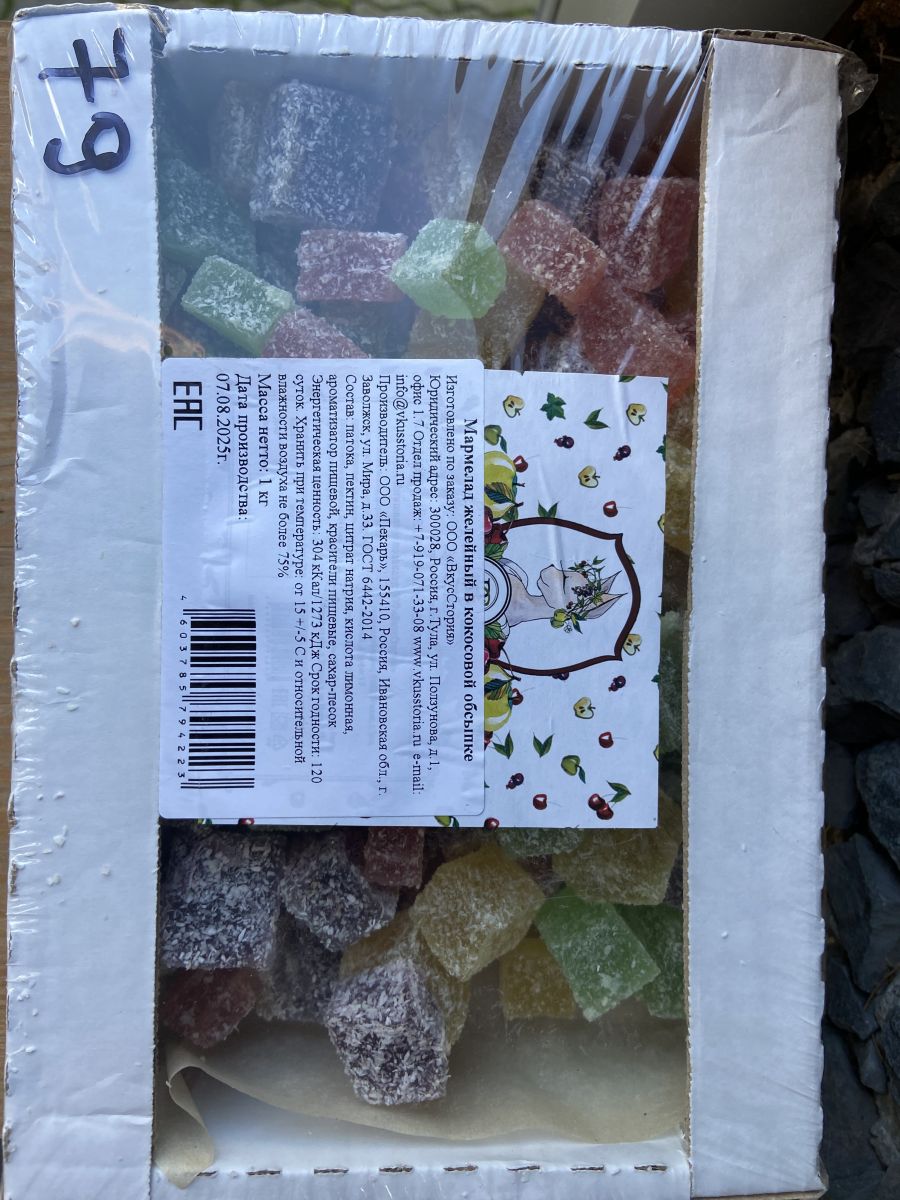 79
Мармелад желейный в кокосовой обсыпке
Изготовлено по заказу: ООО «ВкусСтория»
Юридический адрес: 300028, Россия, г. Тула, ул. Ползунова, д.1,
офис 1.7 Отдел продаж: +7-919-071-33-08 www.vkusstoria.ru e-mail:
info@vkusstoria.ru
Производитель: ООО «Пекарь», 155410, Россия, Ивановская обл., г.
Заволжск, ул. Мира, д.33. ГОСТ 6442-2014
Состав: патока, пектин, цитрат натрия, кислота лимонная,
ароматизатор пищевой, красители пищевые, сахар-песок
Энергетическая ценность: 304 кКал/1273 кДж Срок годности: 120
суток. Хранить при температуре: от 15 +/-5 С и относительной
влажности воздуха не более 75%
Масса нетто: 1 кг
Дата производства:
07.08.2025г.
EAC
4 603785 794223